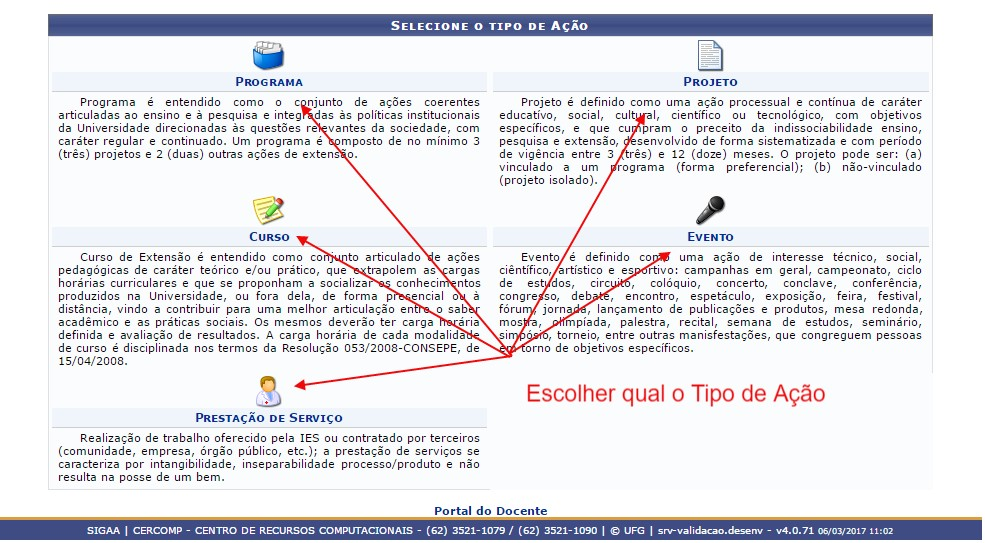 SELECIONE O TIPO DE AÇÃO
PROGRAMA
Programa é entendido como o conjunto de ações coerentes
articuladas ao ensino e à pesquisa e integradas às políticas institucionais
da Universidade direcionadas às questões relevantes da sociedade, com
caráter regular e continuado. Um programa é composto de no mínimo 3
(três) projetos e 2 (duas) outras ações de extensão.
PROJETO
Projeto é definido como uma ação processual e contínua de caráter
educativo, social, cultural, científico ou tecnológico, com objetivos
específicos, e que cumpram o preceito da indissociabilidade ensino,
pesquisa e extensão, desenvolvido de forma sistematizada e com período
de vigência entre 3 (três) e 12 (doze) meses. O projeto pode ser: (a)
vinculado a um programa (forma preferencial); (b) não-vinculado
(projeto isolado).
CURSO
Curso de Extensão é entendido como conjunto articulado de ações
pedagógicas de caráter teórico e/ou prático, que extrapolem as cargas
horárias curriculares e que se proponham a socializar os conhecimentos
produzidos na Universidade, ou fora dela, de forma presencial ou à
distância, vindo a contribuir para uma melhor articulação entre o saber
acadêmico e as práticas sociais. Os mesmos deverão ter carga horária
definida e avaliação de resultados. A carga horária de cada modalidade
de curso é disciplinada nos termos da Resolução 053/2008-CONSEPE, de
15/04/2008.
EVENTO
Evento é definido como uma ação de interesse técnico, social,
ciêntífico, artístico e esportivo: campanhas em geral, campeonato, ciclo
de estudos, circuito, colóquio, concerto, conclave, conferência,
congresso, debate, encontro, espetáculo, exposição, feira, festival,
fórum, jornada, lançamento de publicações e produtos, mesa redonda,
mostra, olimpíada, palestra, recital, semana de estudos, seminário,
simpósio, torneio, entre outras manisfestações, que congreguem pessoas
em torno de objetivos específicos.
Escolher qual o Tipo de Ação
PRESTAÇÃO DE SERVIÇO
Realização de trabalho oferecido pela IES ou contratado por terceiros
(comunidade, empresa, órgão público, etc.); a prestação de serviços se
caracteriza por intangibilidade, inseparabilidade processo/produto e não
resulta na posse de um bem.
Portal do Docente
SIGAA | CERCOMP - CENTRO DE RECURSOS COMPUTACIONAIS - (62) 3521-1079 / (62) 3521-1090 | © UFG | srv-validacao.desenv - v4.0.71 06/03/2017 11:02